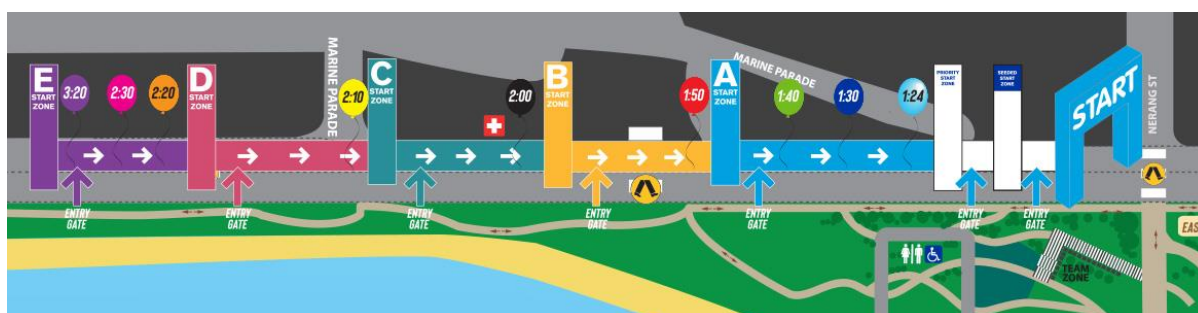 E
START
ZONE
3:20
2:30
2:20
D
START
ZONE
MARINE PARADE
2:10
C
START
ZONE
2:00
B
START
ZONE
1:50
A
START
ZONE
MARINE PARADE
1:40
1:30
1:24
PRIORITY
START
ZONE
SEEDED
START
ZONE
START
NERANG ST
ENTRY
GATE
ENTRY
GATE
ENTRY
GATE
ENTRY
GATE
ENTRY
GATE
ENTRY
GATE
ENTRY
GATE
TEAM
ZONE
EAS